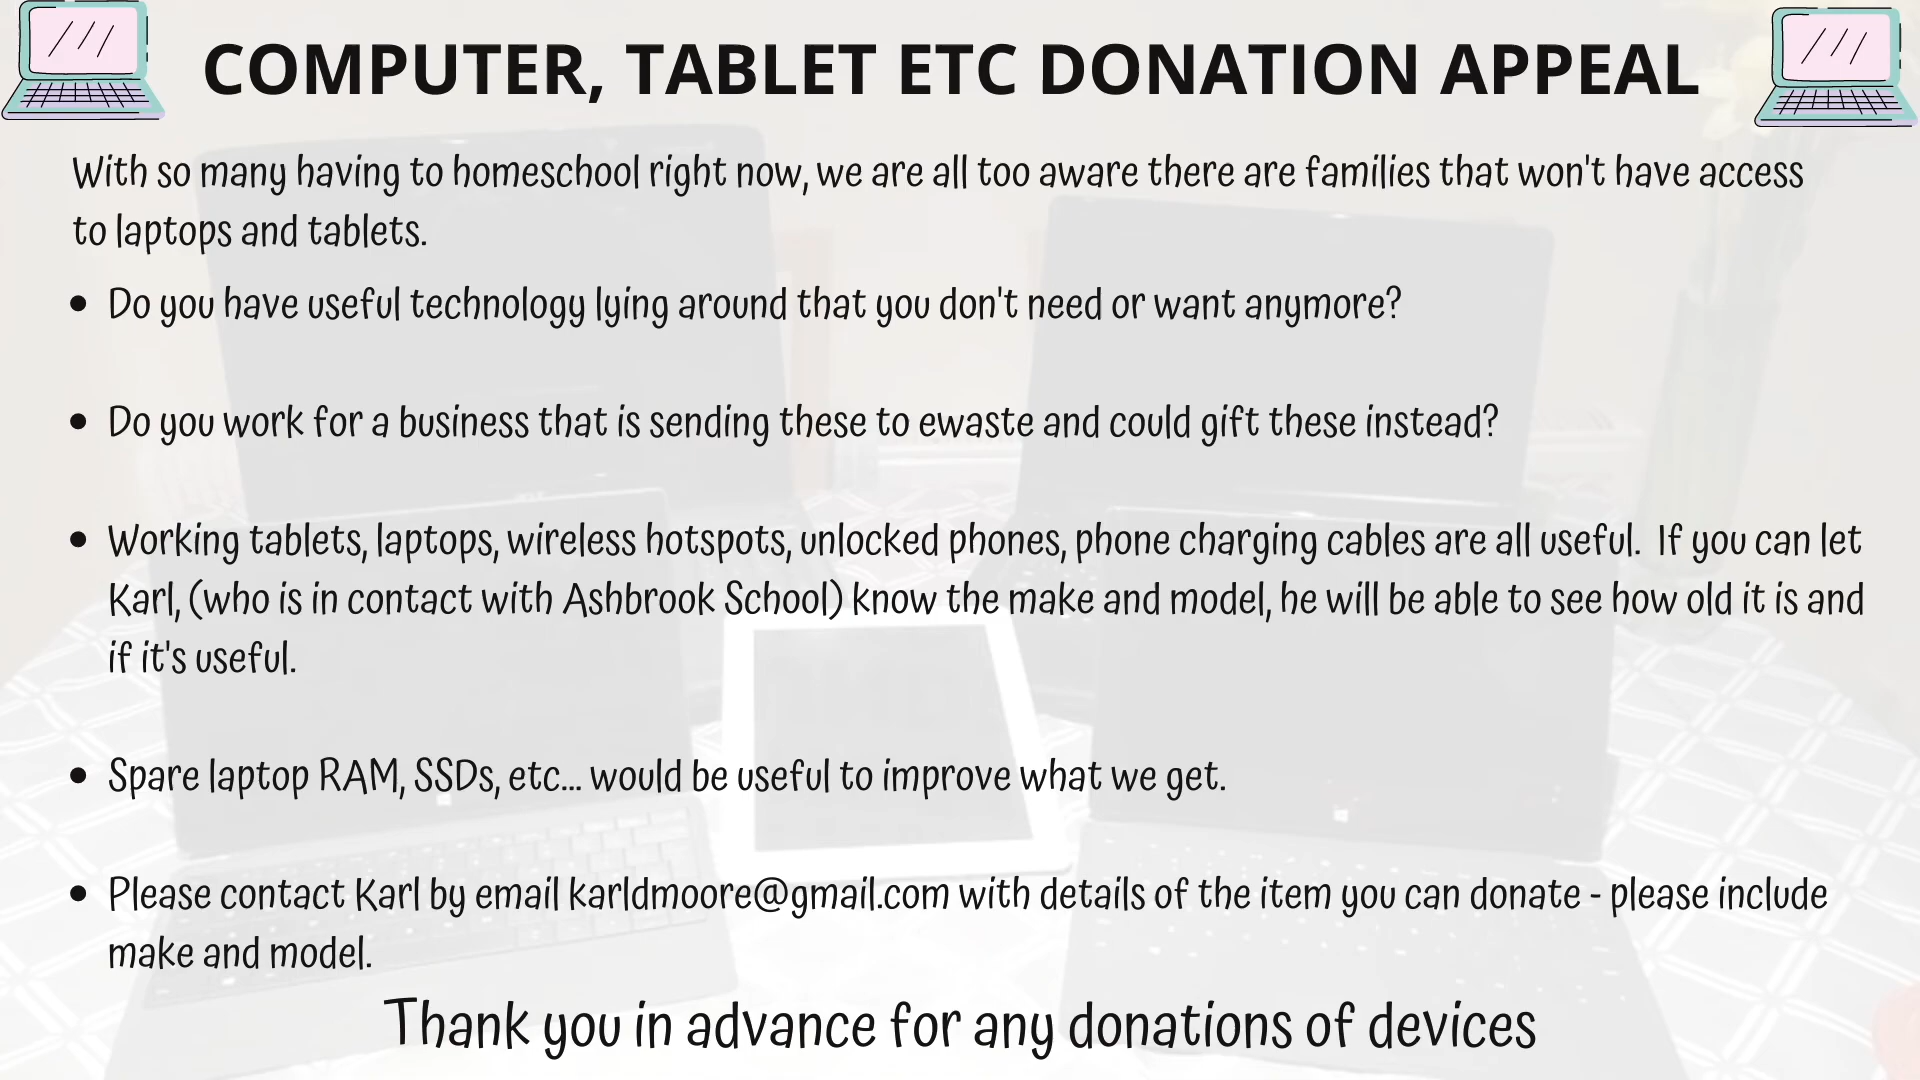 COMPUTER, TABLET ETC DONATION APPEAL
With so many having to homeschool right now, we are all too aware there are families that won't have access
to laptops and tablets.
• Do you have useful technology lying around that you don't need or want anymore?
• Do you work for a business that is sending these to ewaste and could gift these instead?
• Working tablets, laptops, wireless hotspots, unlocked phones, phone charging cables are all useful.  If you can let
Karl, (who is in contact with Ashbrook School) know the make and model, he will be able to see how old it is and
if it's useful.
• Spare laptop RAM, SSDs, etc... would be useful to improve what we get.
• Please contact Karl by email karldmoore@gmail.com with details of the item you can donate - please include
make and model.
Thank you in advance for any donations of devices